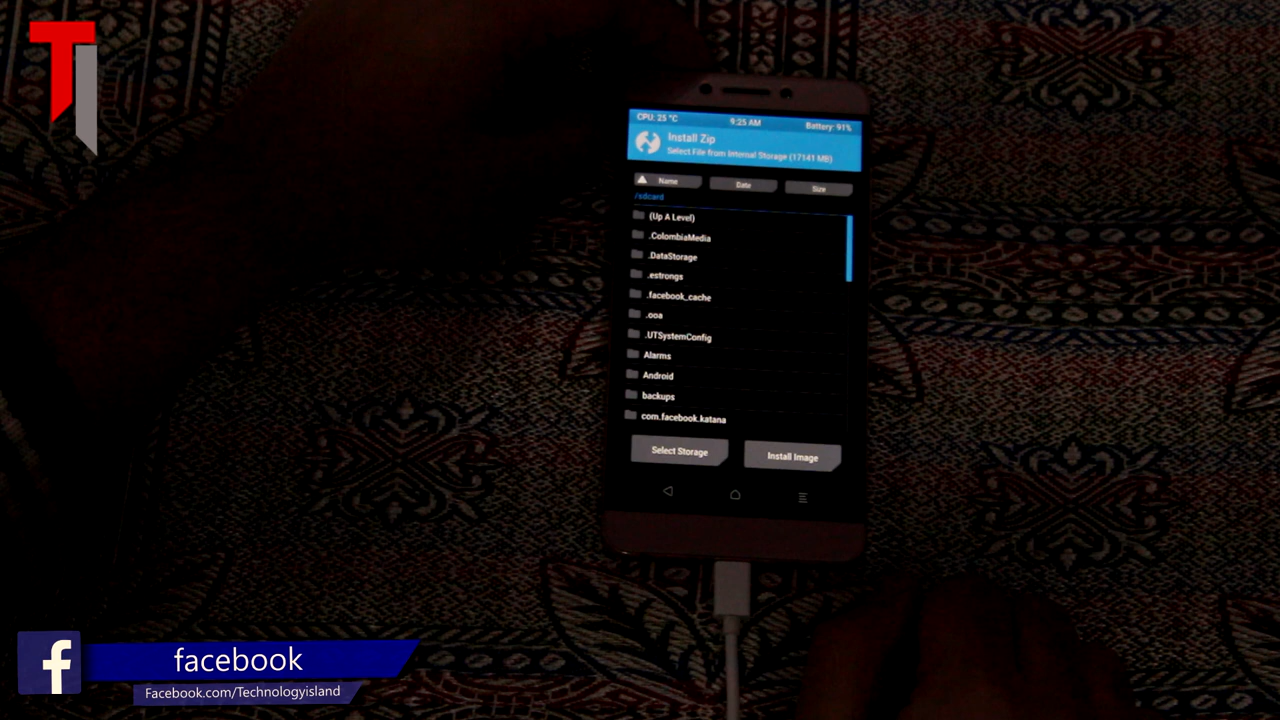 TI
CPU: 25 °C 9:25 AM Battery: 91%
Install Zip
Select File from Internal Storage (17141 MB)
Name Date Size
/sdcard
(Up A Level)
.ColombiaMedia
.DataStorage
.estrongs
.facebook_cache
.ooa
.UTSystemConfig
Alarms
Android
backups
com.facebook.katana
Select Storage Install Image
f facebook
Facebook.com/Technologyisland